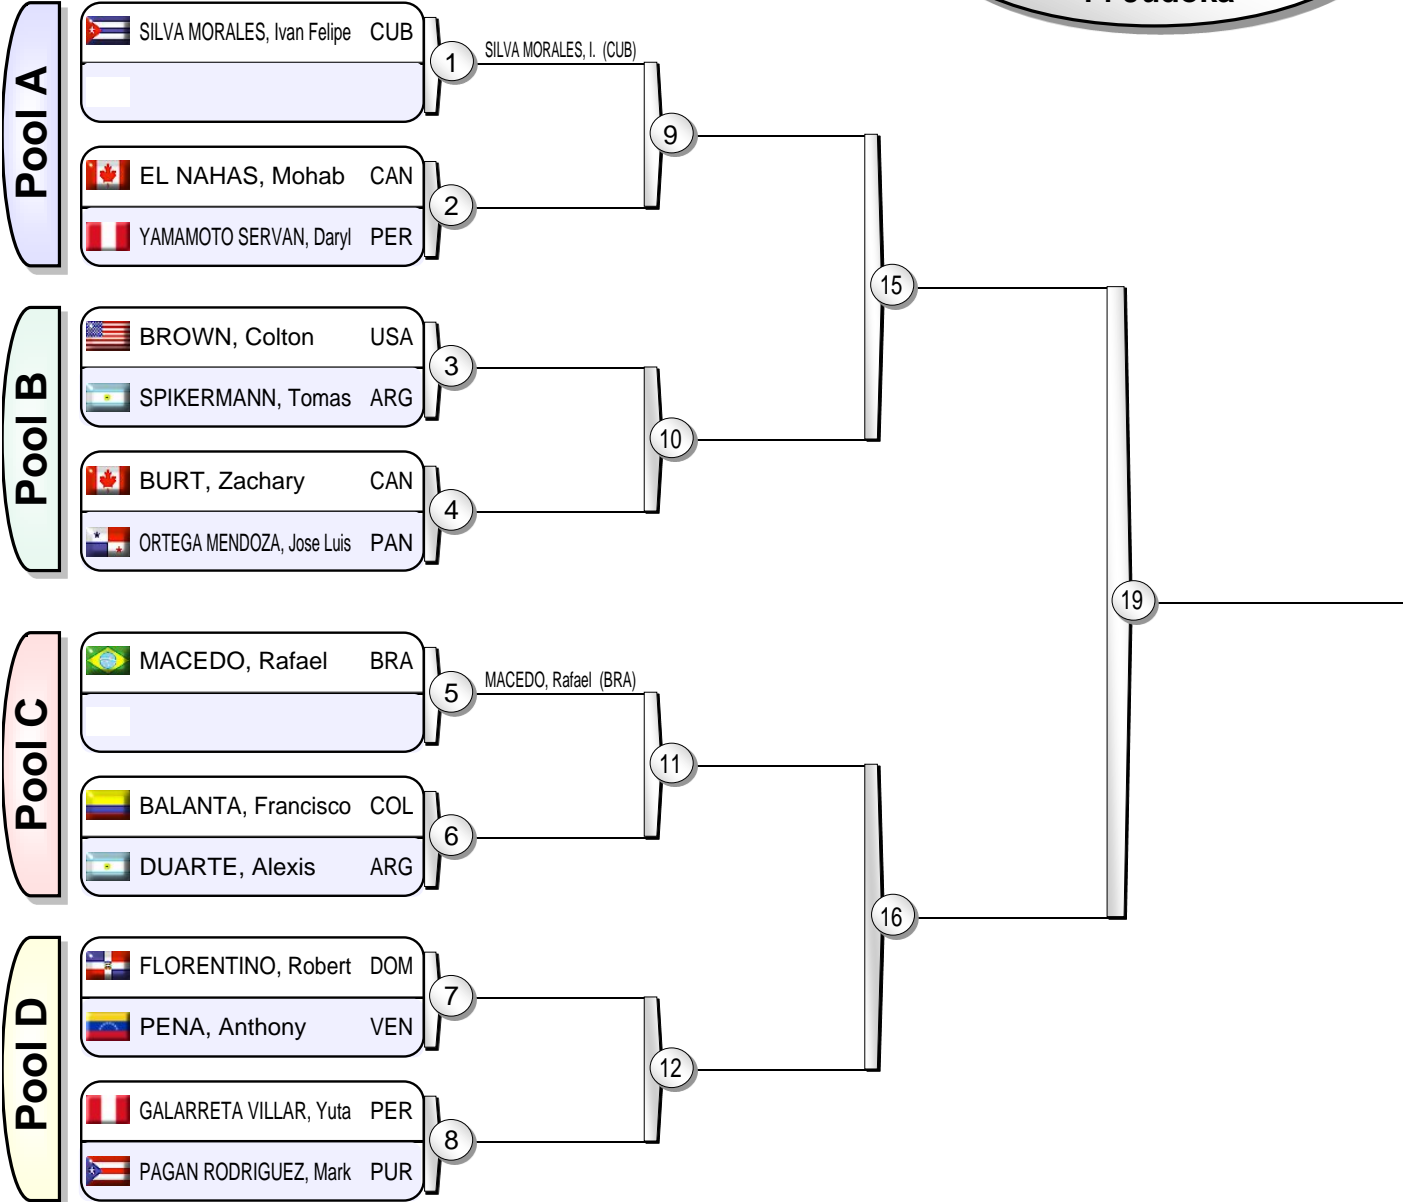 Pool A
SILVA MORALES, Ivan Felipe CUB
1
SILVA MORALES, I. (CUB)
9
EL NAHAS, Mohab CAN
2
YAMAMOTO SERVAN, Daryl PER
15
Pool B
BROWN, Colton USA
3
SPIKERMANN, Tomas ARG
10
BURT, Zachary CAN
4
ORTEGA MENDOZA, Jose Luis PAN
19
Pool C
MACEDO, Rafael BRA
5
MACEDO, Rafael (BRA)
11
BALANTA, Francisco COL
6
DUARTE, Alexis ARG
16
Pool D
FLORENTINO, Robert DOM
7
PENA, Anthony VEN
12
GALARRETA VILLAR, Yuta PER
8
PAGAN RODRIGUEZ, Mark PUR